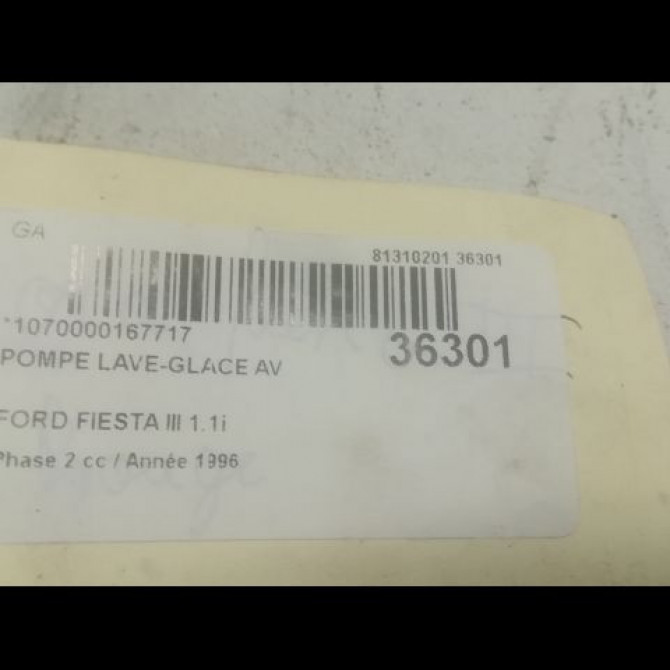 GA
81310201 36301
*1070000167717
36301
POMPE LAVE-GLACE AV
FORD FIESTA III 1.1i
Phase 2 cc / Année 1996